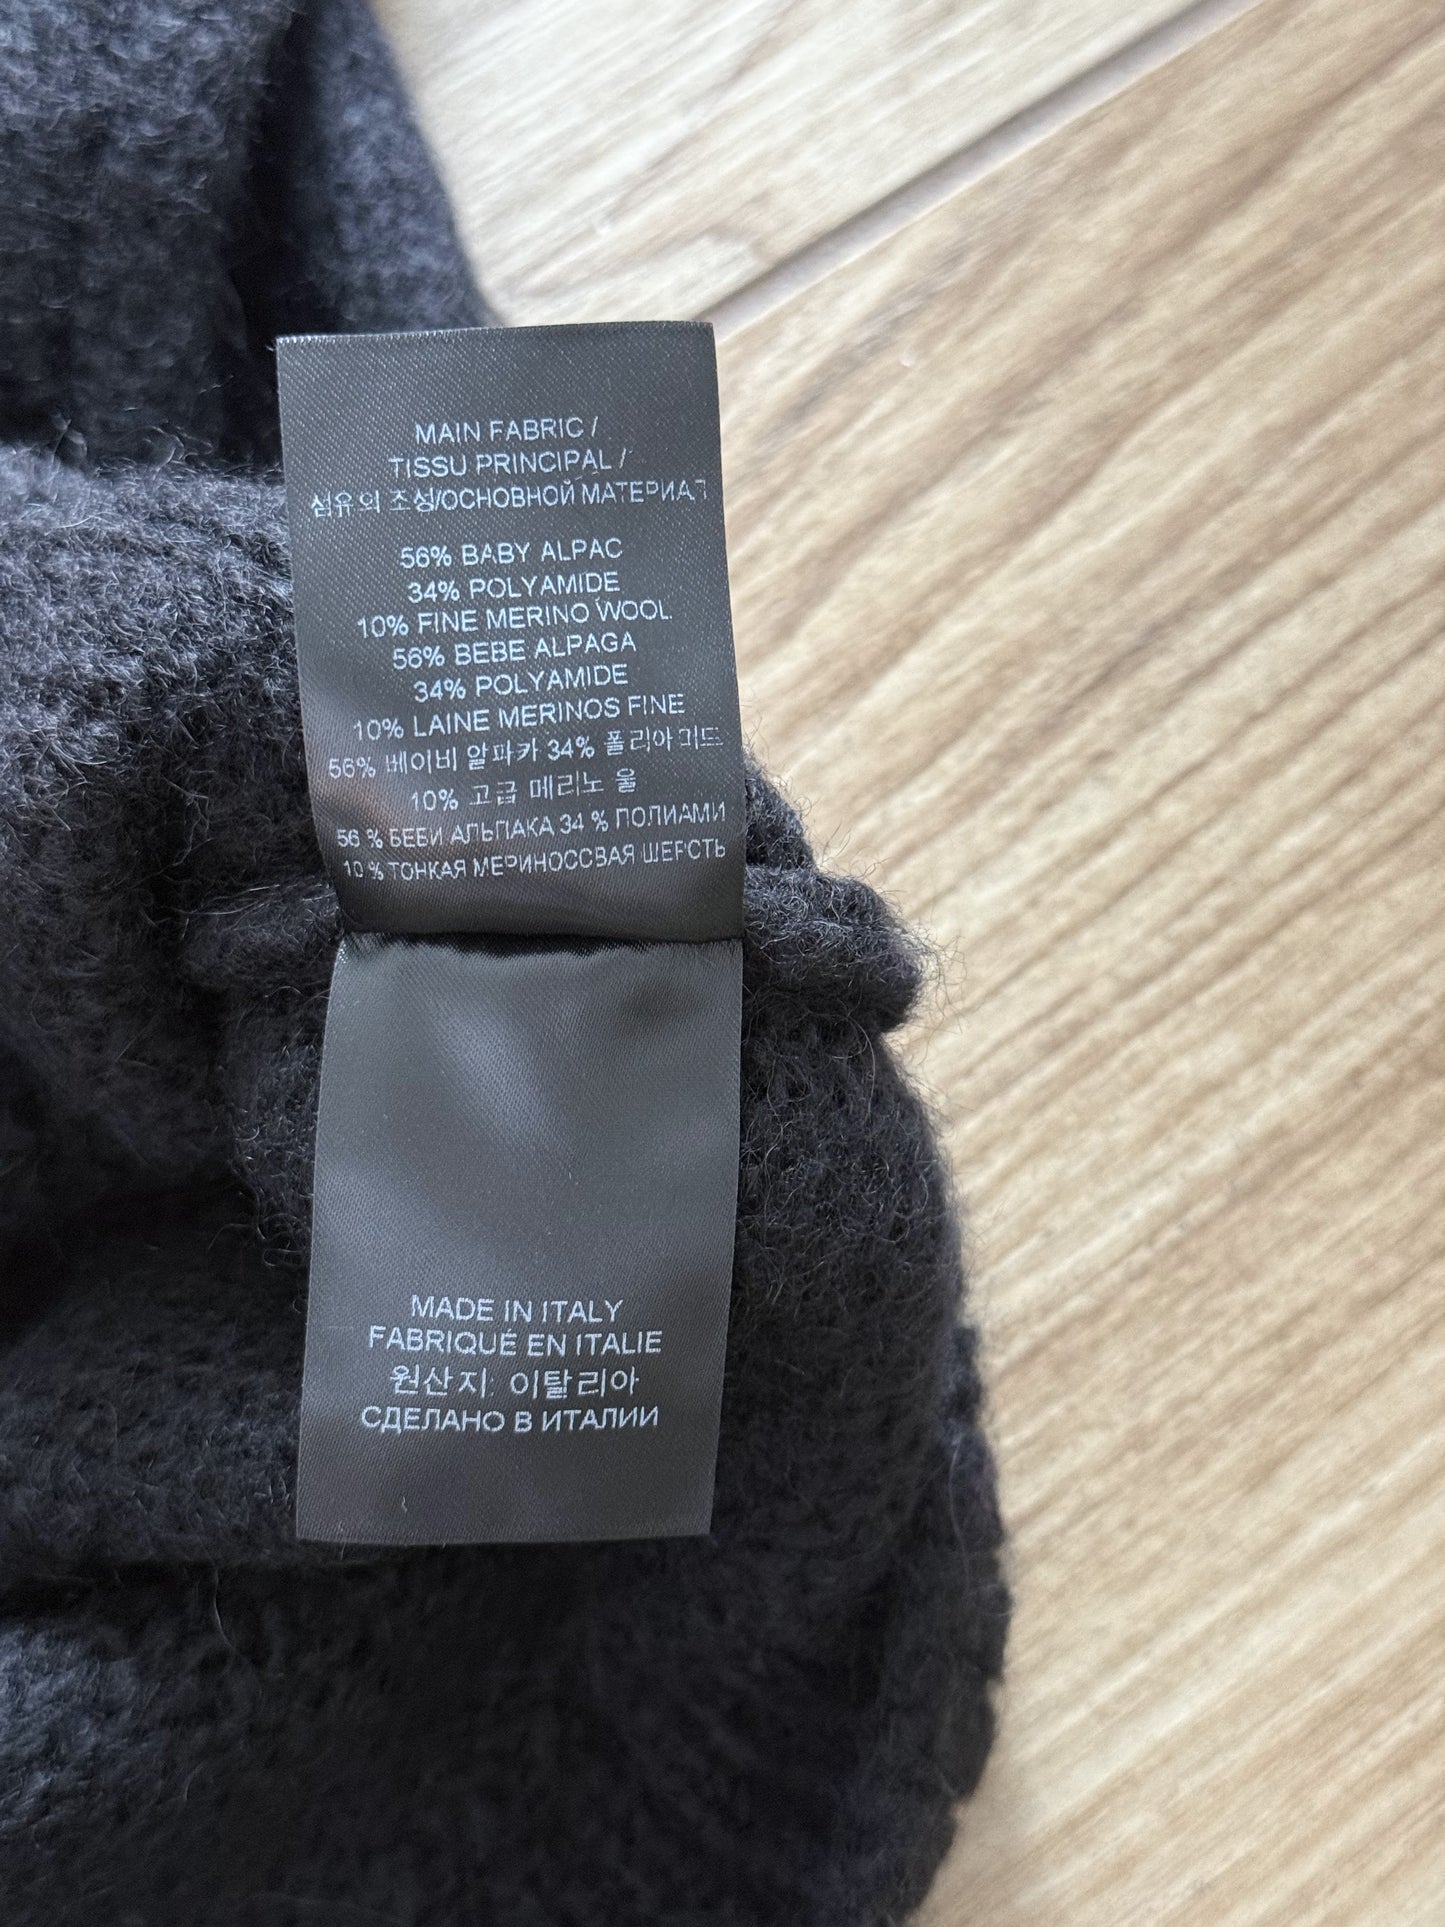 MAIN FABRIC /
TISSU PRINCIPAL /
섬유의 조성/ОСНОВНОЙ МАТЕРИАЛ
56% BABY ALPAC
34% POLYAMIDE
10% FINE MERINO WOOL
56% BEBE ALPAGA
34% POLYAMIDE
10% LAINE MERINOS FINE
56% 베이비 알파카 34% 폴리아미드
10% 고급 메리노 울
56 % БЕБИ АЛЬПАКА 34 % ПОЛИАМИ
10 % ТОНКАЯ МЕРИНОСОВАЯ ШЕРСТЬ
MADE IN ITALY
FABRIQUÉ EN ITALIE
원산지: 이탈리아
СДЕЛАНО В ИТАЛИИ